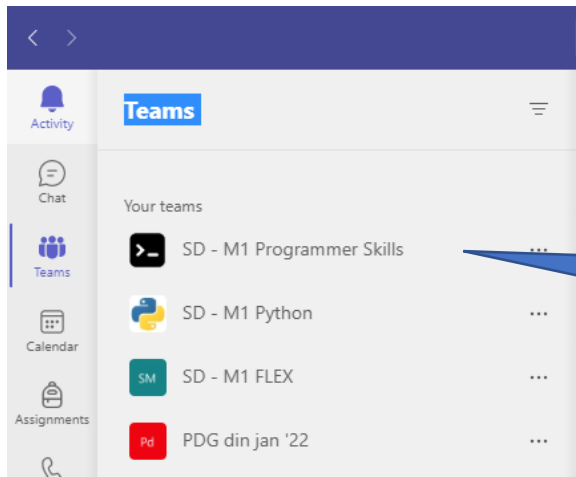 Activity
Chat
Teams
Calendar
Assignments
Teams
Your teams
>_ SD - M1 Programmer Skills ...
SD - M1 Python ...
SM SD - M1 FLEX ...
Pd PDG din jan '22 ...